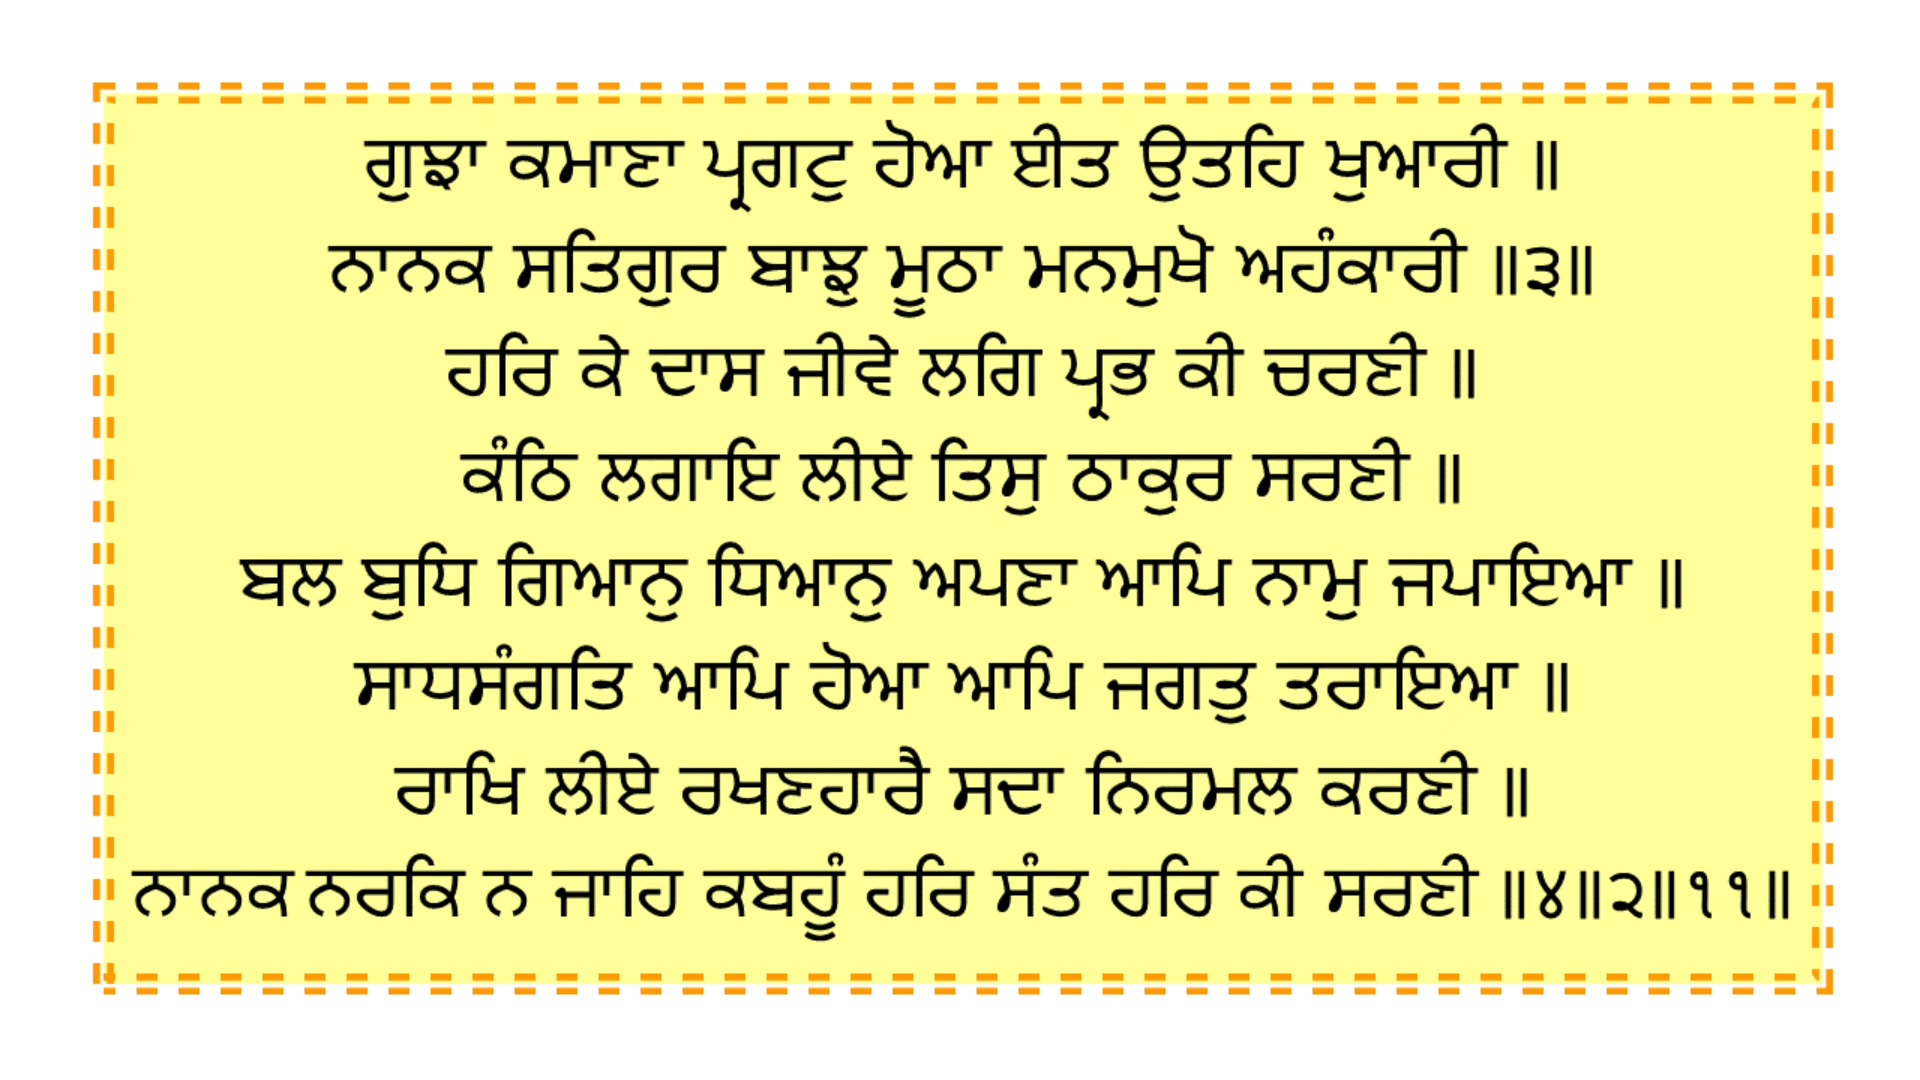 ਗੁਝਾ ਕਮਾਣਾ ਪ੍ਰਗਟੁ ਹੋਆ ਈਤ ਉਤਹਿ ਖੁਆਰੀ ॥
ਨਾਨਕ ਸਤਿਗੁਰ ਬਾਝੁ ਮੂਠਾ ਮਨਮੁਖੋ ਅਹੰਕਾਰੀ ॥੩॥
ਹਰਿ ਕੇ ਦਾਸ ਜੀਵੇ ਲਗਿ ਪ੍ਰਭ ਕੀ ਚਰਣੀ ॥
ਕੰਠਿ ਲਗਾਇ ਲੀਏ ਤਿਸੁ ਠਾਕੁਰ ਸਰਣੀ ॥
ਬਲ ਬੁਧਿ ਗਿਆਨੁ ਧਿਆਨੁ ਅਪਣਾ ਆਪਿ ਨਾਮੁ ਜਪਾਇਆ ॥
ਸਾਧਸੰਗਤਿ ਆਪਿ ਹੋਆ ਆਪਿ ਜਗਤੁ ਤਰਾਇਆ ॥
ਰਾਖਿ ਲੀਏ ਰਖਣਹਾਰੈ ਸਦਾ ਨਿਰਮਲ ਕਰਣੀ ॥
ਨਾਨਕ ਨਰਕਿ ਨ ਜਾਹਿ ਕਬਹੂੰ ਹਰਿ ਸੰਤ ਹਰਿ ਕੀ ਸਰਣੀ ॥੪॥੨॥੧੧॥